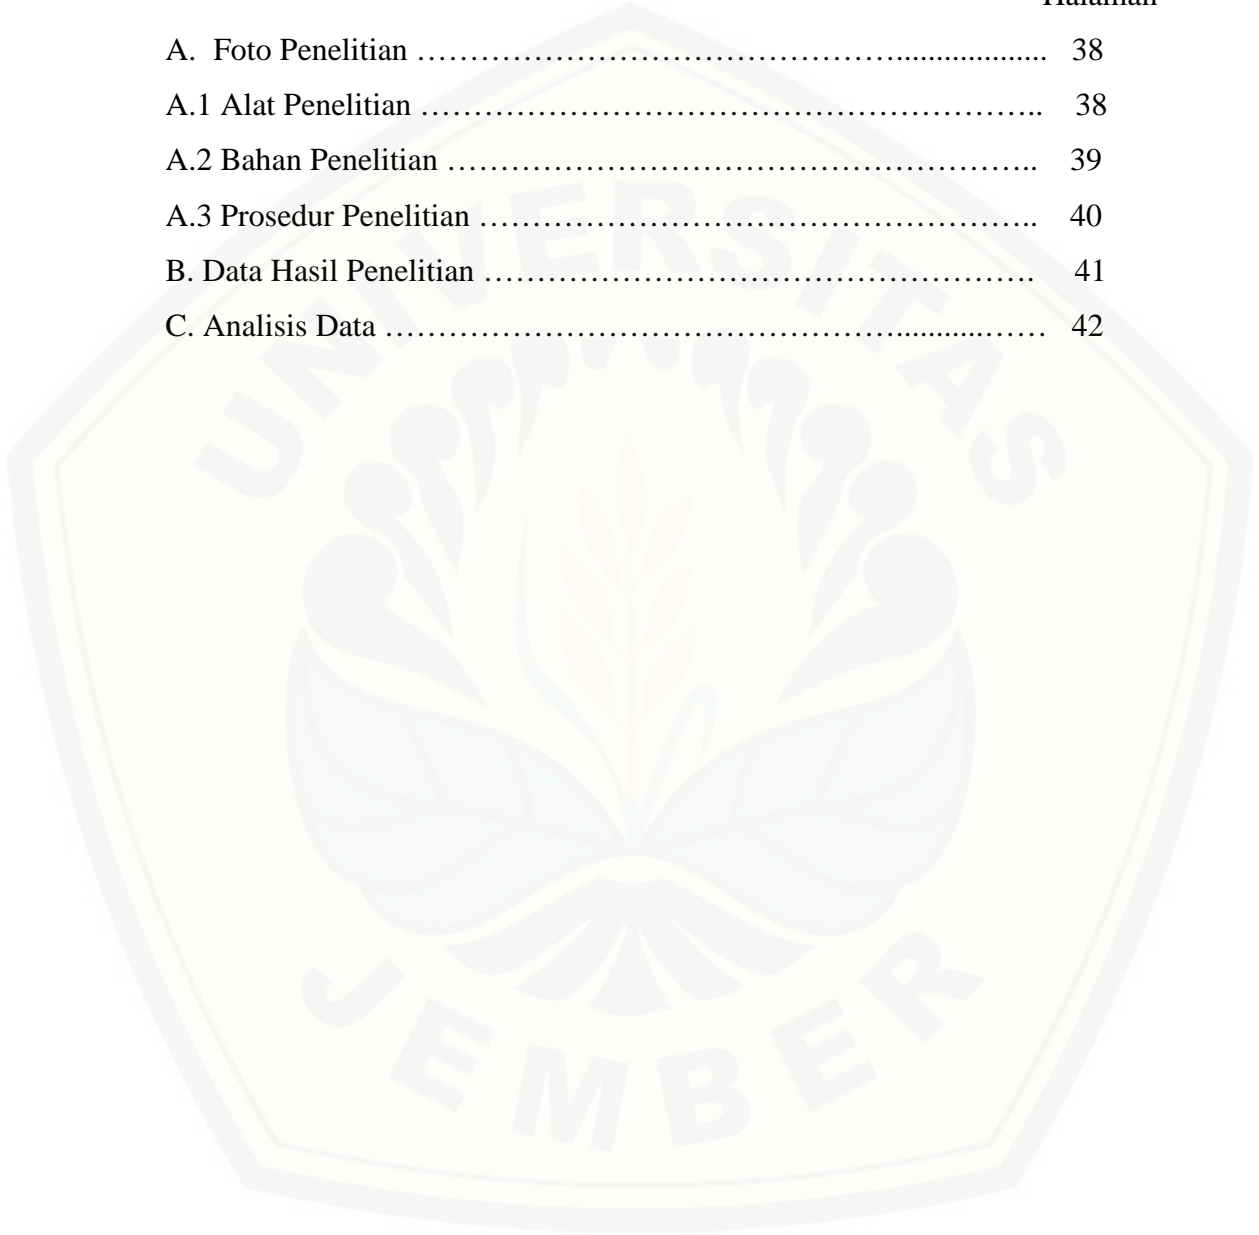 Halaman
A. Foto Penelitian ………………………………………................... 38
A.1 Alat Penelitian ………………………………………………….. 38
A.2 Bahan Penelitian ……………………………………………….. 39
A.3 Prosedur Penelitian …………………………………………….. 40
B. Data Hasil Penelitian ……………………………………………. 41
C. Analisis Data …………………………………………...........…… 42
UNIVERSITAS
JEMBER